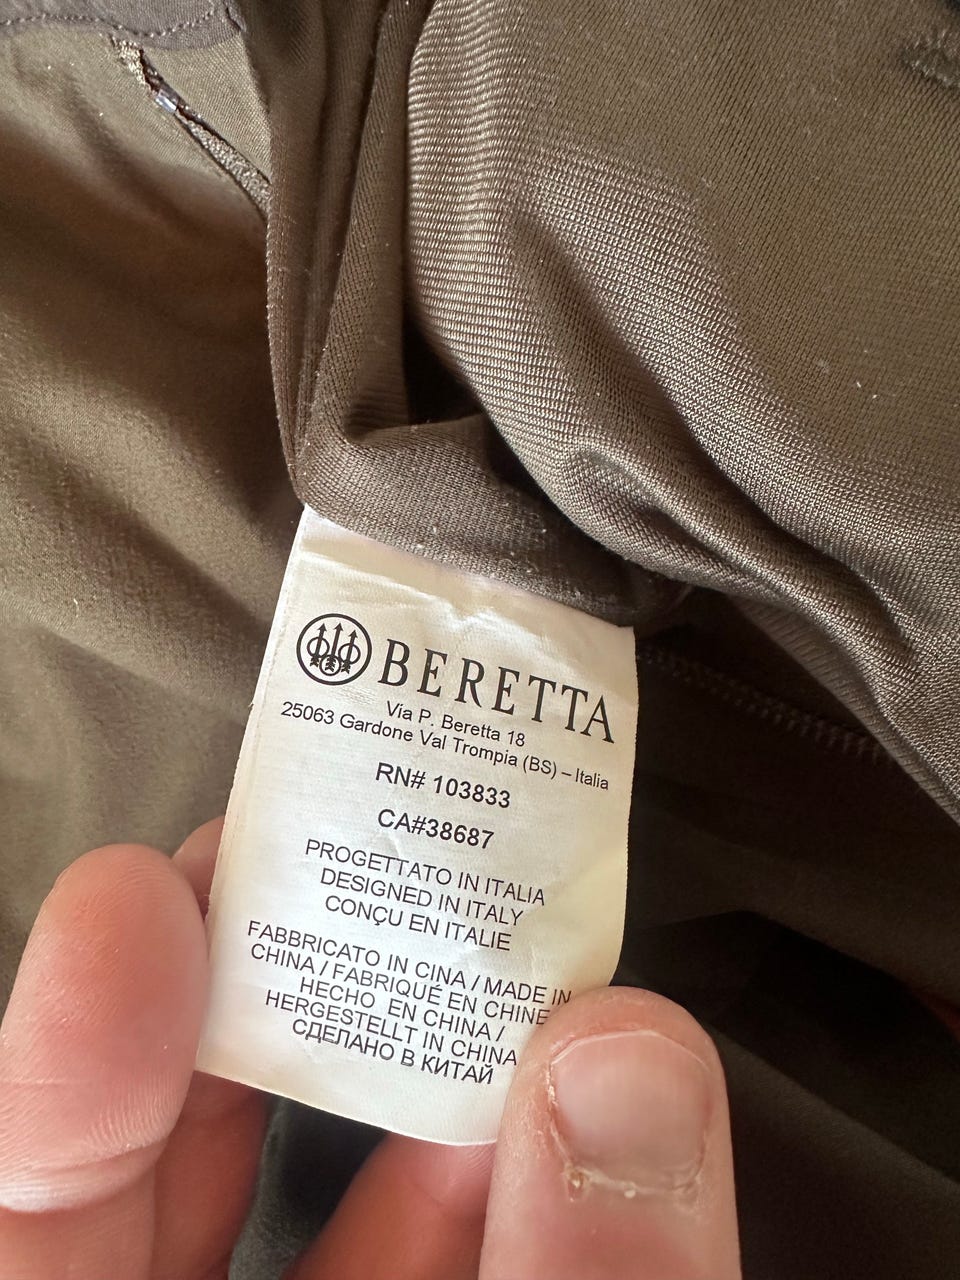 BERETTA
Via P. Beretta 18
25063 Gardone Val Trompia (BS) – Italia
RN# 103833
CA#38687
PROGETTATO IN ITALIA
DESIGNED IN ITALY
CONÇU EN ITALIE
FABBRICATO IN CINA / MADE IN
CHINA / FABRIQUÉ EN CHINE
HECHO EN CHINA /
HERGESTELLT IN CHINA
СДЕЛАНО В КИТАЙ